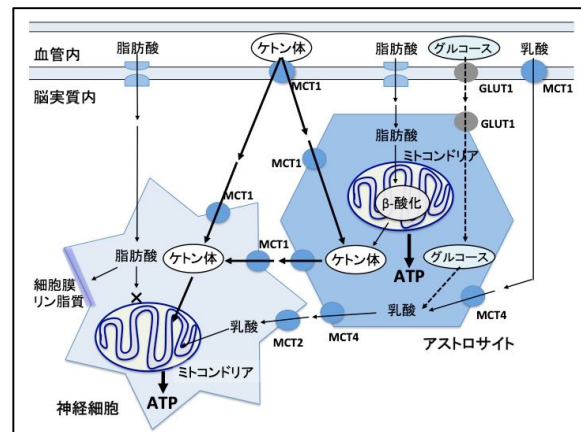 血管内
脂肪酸
ケトン体
脂肪酸
グルコース
乳酸
MCT1
GLUT1
MCT1
脳実質内
GLUT1
脂肪酸
MCT1
ミトコンドリア
β-酸化
MCT1
MCT1
脂肪酸
ケトン体
ケトン体
ATP
グルコース
細胞膜
リン脂質
×
乳酸
MCT2
MCT4
乳酸
MCT4
アストロサイト
ミトコンドリア
ATP
神経細胞